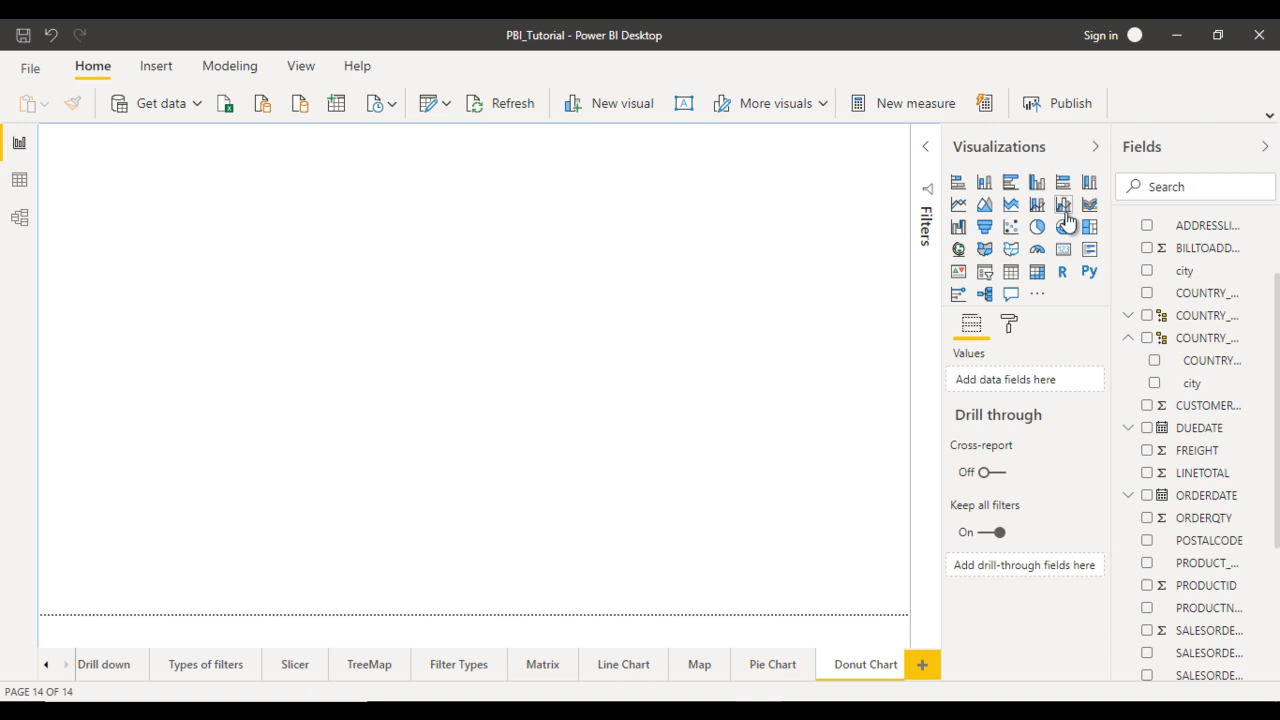 PBI_Tutorial - Power BI Desktop
Sign in
File
Home
Insert
Modeling
View
Help
Get data
Refresh
New visual
A
More visuals
New measure
Publish
Visualizations
Fields
Search
Filters
123
R
Py
Values
Add data fields here
Drill through
Cross-report
Off
Keep all filters
On
Add drill-through fields here
ADDRESSLI...
Σ BILLTOADD...
city
COUNTRY_...
COUNTRY_...
COUNTRY_...
COUNTRY...
city
Σ CUSTOMER...
DUEDATE
Σ FREIGHT
Σ LINETOTAL
ORDERDATE
Σ ORDERQTY
POSTALCODE
PRODUCT_...
Σ PRODUCTID
PRODUCTN...
Σ SALESORDE...
SALESORDE...
SALESORDE...
Drill down
Types of filters
Slicer
TreeMap
Filter Types
Matrix
Line Chart
Map
Pie Chart
Donut Chart
+
PAGE 14 OF 14